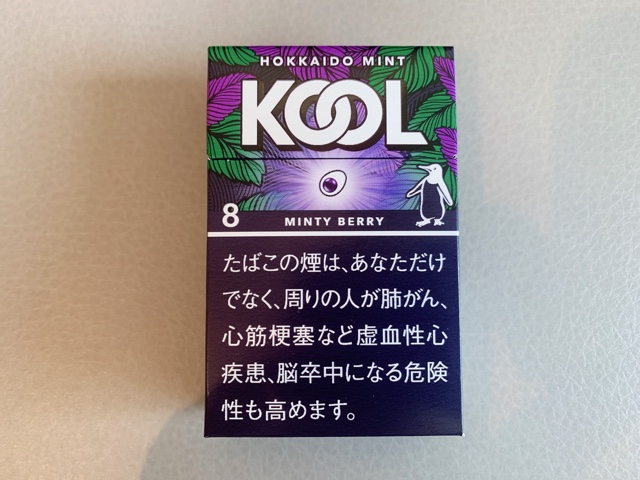 HOKKAIDO MINT
KOOL
8
MINTY BERRY
たばこの煙は、あなただけ
でなく、周りの人が肺がん、
心筋梗塞など虚血性心
疾患、脳卒中になる危険
性も高めます。